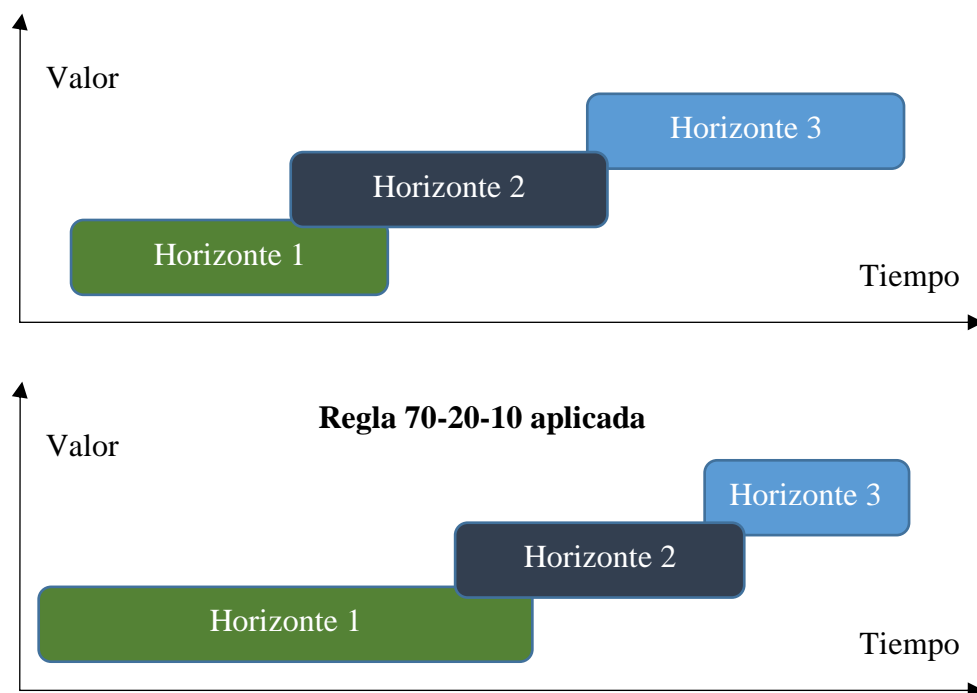 Valor
Horizonte 3
Horizonte 2
Horizonte 1
Tiempo
Regla 70-20-10 aplicada
Valor
Horizonte 3
Horizonte 2
Horizonte 1
Tiempo